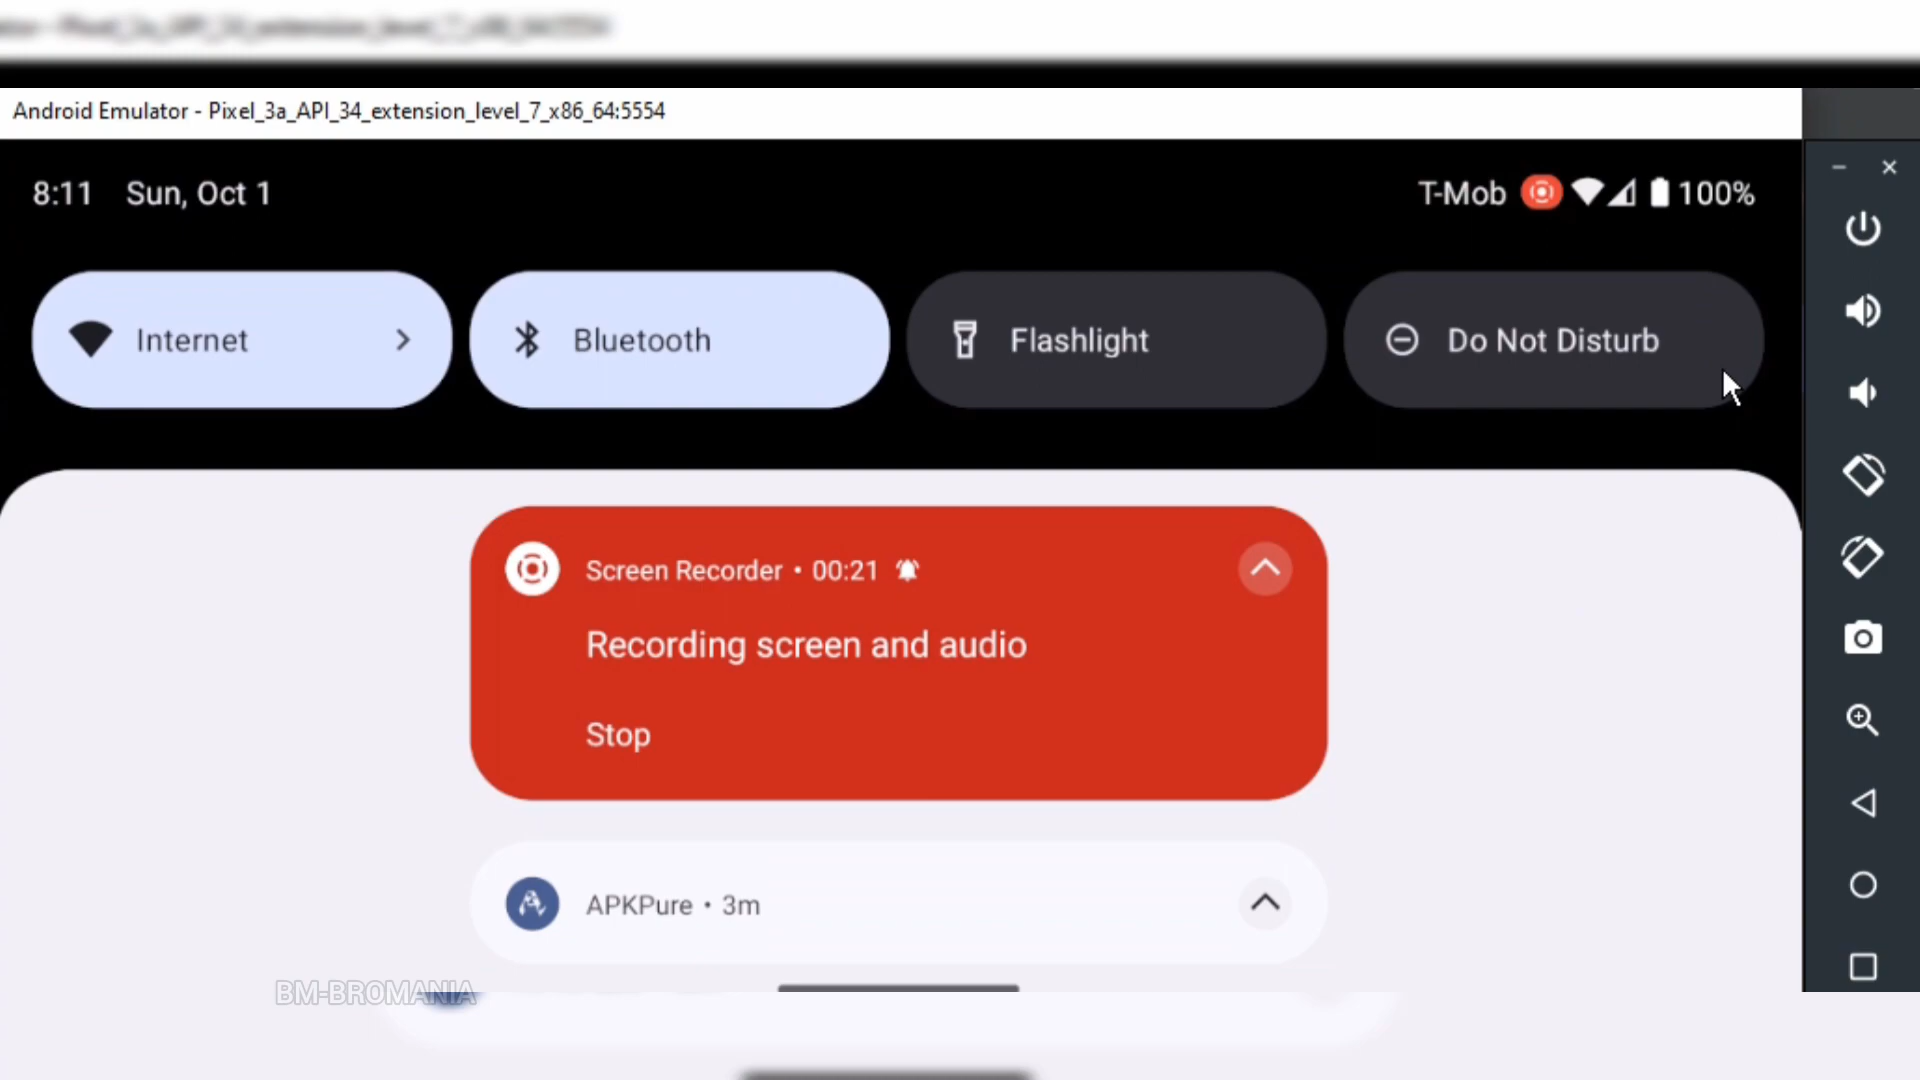 Android Emulator - Pixel_3a_API_34_extension_level_7_x86_64:5554
8:11 Sun, Oct 1
T-Mob 100%
Internet
Bluetooth
Flashlight
Do Not Disturb
Screen Recorder • 00:21
Recording screen and audio
Stop
APKPure • 3m
BM-BROMANIA